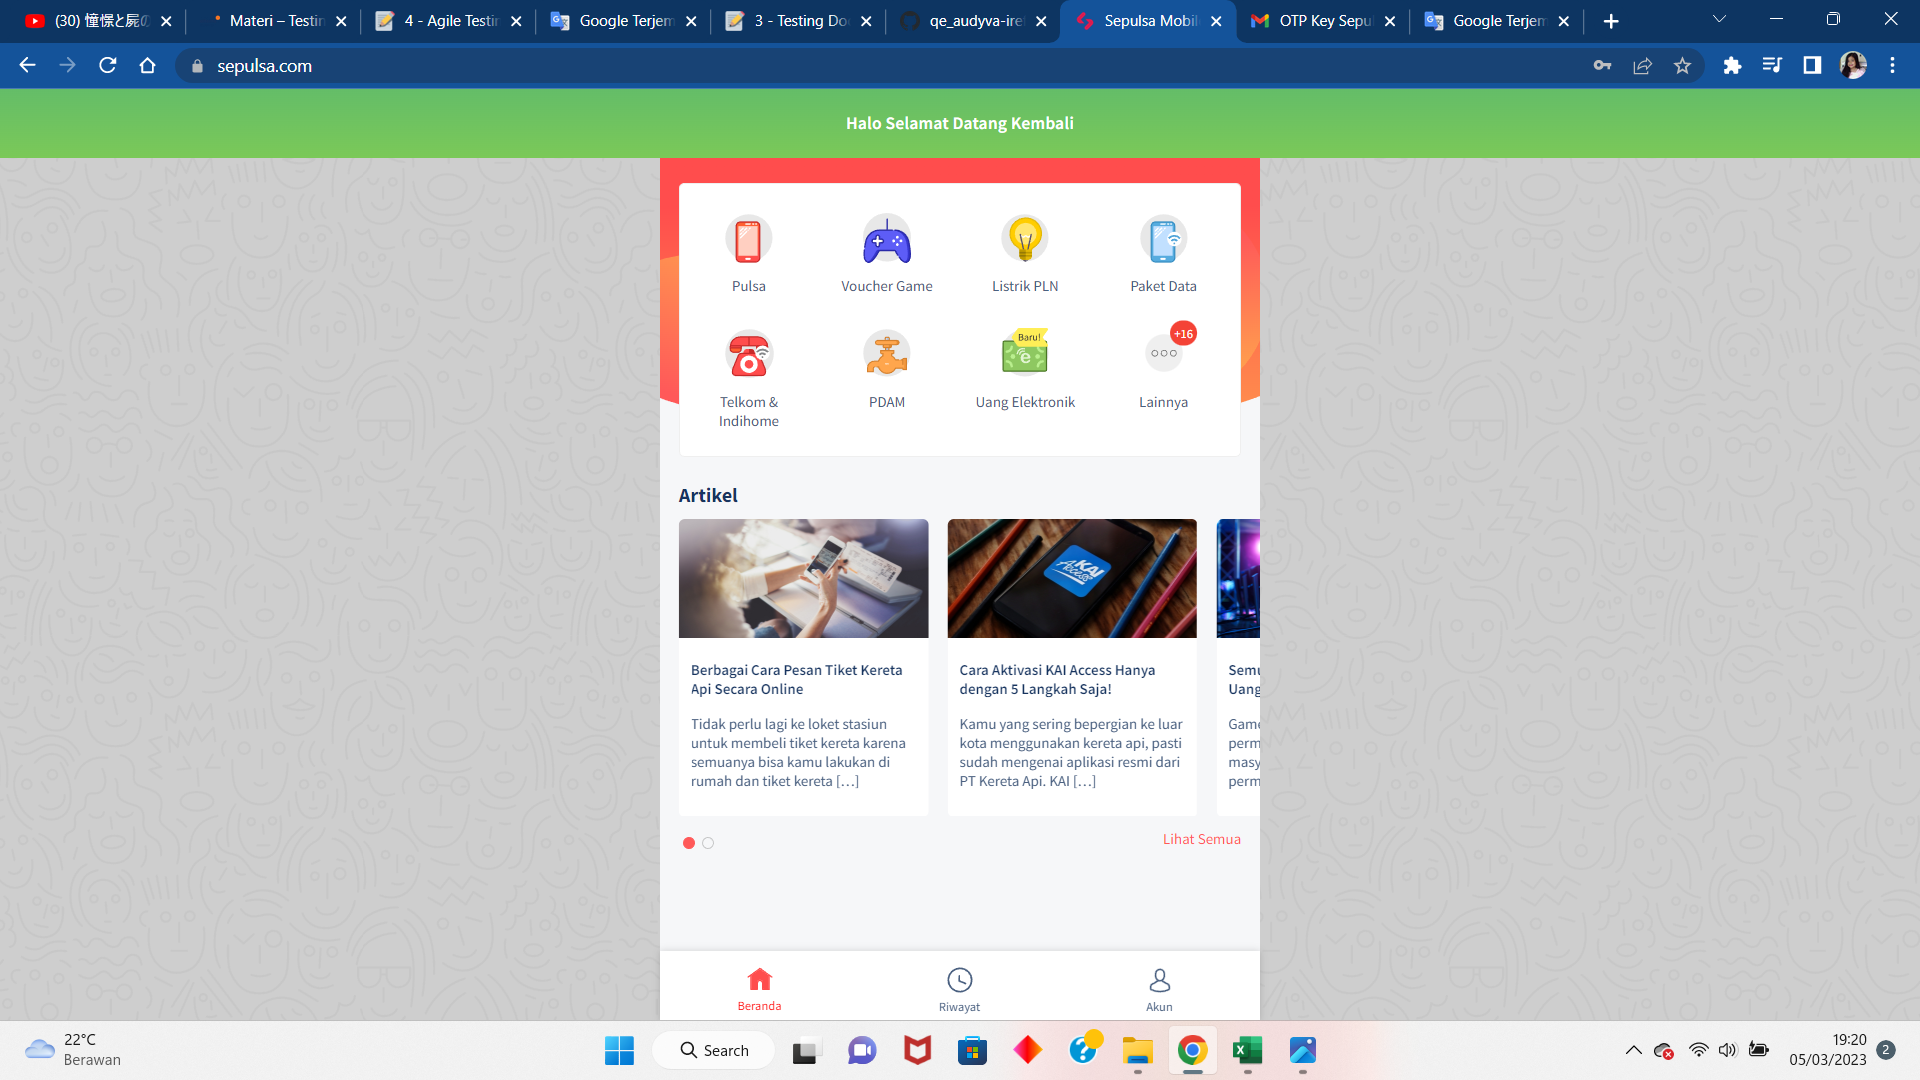 (30) 憧憬と屍の
Materi – Testin
4 - Agile Testin
Google Terjem
3 - Testing Do
qe_audyva-ire
Sepulsa Mobil
OTP Key Sepu
Google Terjem
sepulsa.com
Halo Selamat Datang Kembali
Pulsa
Voucher Game
Listrik PLN
Paket Data
Baru!
+16
Telkom &
Indihome
PDAM
Uang Elektronik
Lainnya
Artikel
KAI
Access
Berbagai Cara Pesan Tiket Kereta
Api Secara Online
Tidak perlu lagi ke loket stasiun
untuk membeli tiket kereta karena
semuanya bisa kamu lakukan di
rumah dan tiket kereta […]
Cara Aktivasi KAI Access Hanya
dengan 5 Langkah Saja!
Kamu yang sering bepergian ke luar
kota menggunakan kereta api, pasti
sudah mengenai aplikasi resmi dari
PT Kereta Api. KAI […]
Semu
Uang
Game
perm
masy
perm
Lihat Semua
Beranda
Riwayat
Akun
22°C
Berawan
Search
19:20
05/03/2023
2